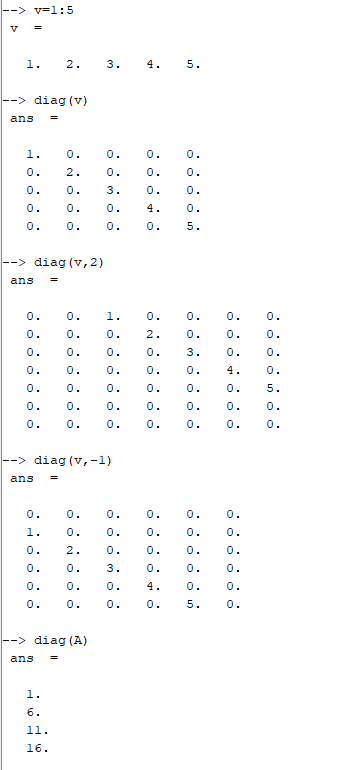 --> v=1:5
v  =
1.   2.   3.   4.   5.
--> diag(v)
ans  =
1.   0.   0.   0.   0.
0.   2.   0.   0.   0.
0.   0.   3.   0.   0.
0.   0.   0.   4.   0.
0.   0.   0.   0.   5.
--> diag(v,2)
ans  =
0.   0.   1.   0.   0.   0.   0.
0.   0.   0.   2.   0.   0.   0.
0.   0.   0.   0.   3.   0.   0.
0.   0.   0.   0.   0.   4.   0.
0.   0.   0.   0.   0.   0.   5.
0.   0.   0.   0.   0.   0.   0.
0.   0.   0.   0.   0.   0.   0.
--> diag(v,-1)
ans  =
0.   0.   0.   0.   0.   0.
1.   0.   0.   0.   0.   0.
0.   2.   0.   0.   0.   0.
0.   0.   3.   0.   0.   0.
0.   0.   0.   4.   0.   0.
0.   0.   0.   0.   5.   0.
--> diag(A)
ans  =
1.
6.
11.
16.